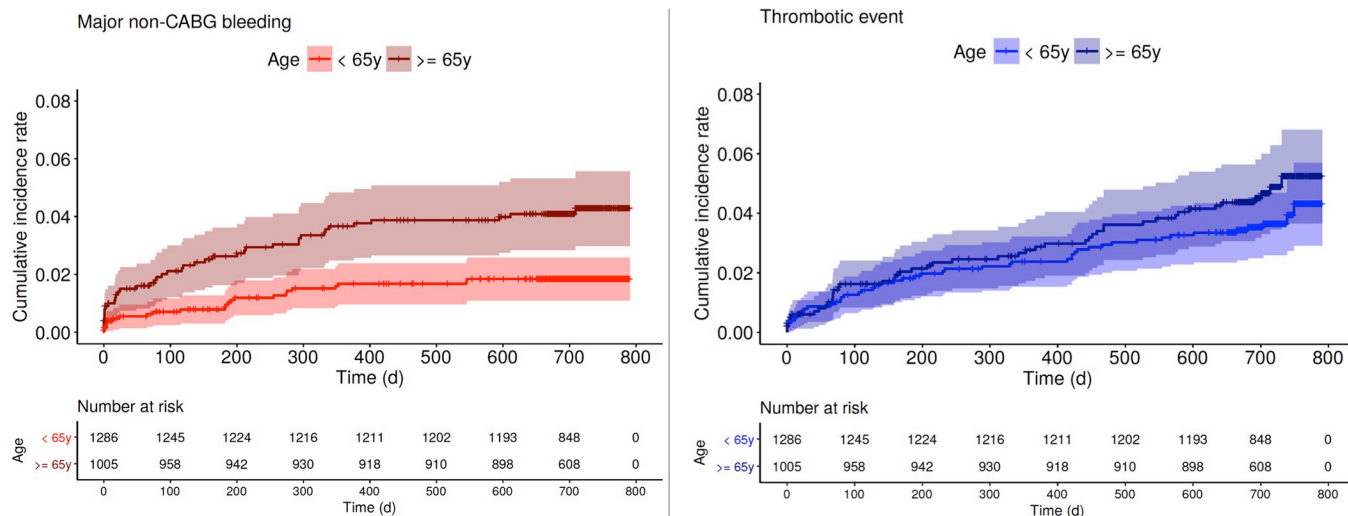 Major non-CABG bleeding
Age < 65y >= 65y
0.08
0.06
0.04
0.02
0.00
Cumulative incidence rate
0 100 200 300 400 500 600 700 800
Time (d)
Number at risk
Age
< 65y 1286 1245 1224 1216 1211 1202 1193 848 0
>= 65y 1005 958 942 930 918 910 898 608 0
0 100 200 300 400 500 600 700 800
Time (d)
Thrombotic event
Age < 65y >= 65y
0.08
0.06
0.04
0.02
0.00
Cumulative incidence rate
0 100 200 300 400 500 600 700 800
Time (d)
Number at risk
Age
< 65y 1286 1245 1224 1216 1211 1202 1193 848 0
>= 65y 1005 958 942 930 918 910 898 608 0
0 100 200 300 400 500 600 700 800
Time (d)